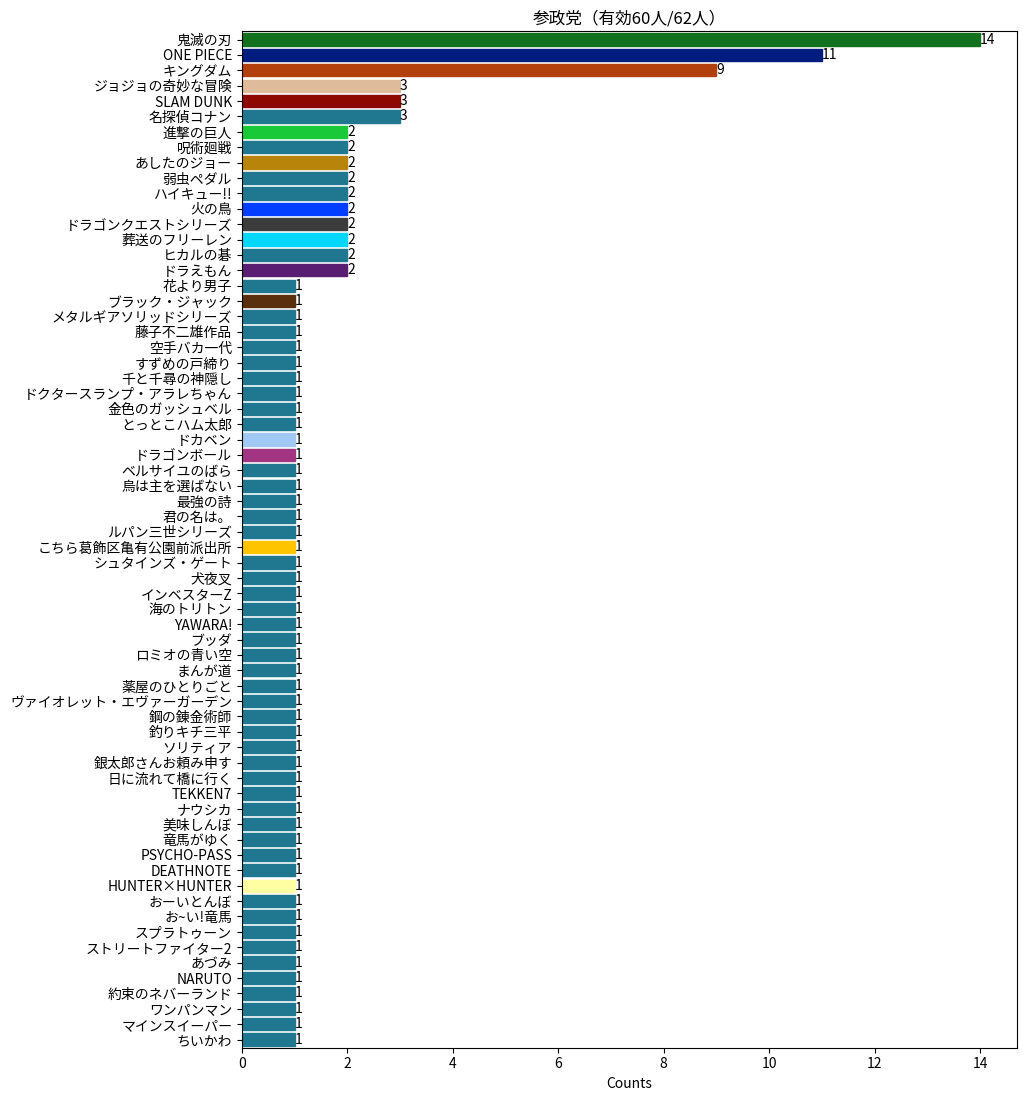 参政党（有効60人/62人）
鬼滅の刃 14
ONE PIECE 11
キングダム 9
ジョジョの奇妙な冒険 3
SLAM DUNK 3
名探偵コナン 3
進撃の巨人 2
呪術廻戦 2
あしたのジョー 2
弱虫ペダル 2
ハイキュー!! 2
火の鳥 2
ドラゴンクエストシリーズ 2
葬送のフリーレン 2
ヒカルの碁 2
ドラえもん 2
花より男子 1
ブラック・ジャック 1
メタルギアソリッドシリーズ 1
藤子不二雄作品 1
空手バカ一代 1
すずめの戸締り 1
千と千尋の神隠し 1
ドクタースランプ・アラレちゃん 1
金色のガッシュベル 1
とっとこハム太郎 1
ドカベン 1
ドラゴンボール 1
ベルサイユのばら 1
烏は主を選ばない 1
最強の詩 1
君の名は。 1
ルパン三世シリーズ 1
こちら葛飾区亀有公園前派出所 1
シュタインズ・ゲート 1
犬夜叉 1
インベスターZ 1
海のトリトン 1
YAWARA! 1
ブッダ 1
ロミオの青い空 1
まんが道 1
薬屋のひとりごと 1
ヴァイオレット・エヴァーガーデン 1
鋼の錬金術師 1
釣りキチ三平 1
ソリティア 1
銀太郎さんお頼み申す 1
日に流れて橋に行く 1
TEKKEN7 1
ナウシカ 1
美味しんぼ 1
竜馬がゆく 1
PSYCHO-PASS 1
DEATHNOTE 1
HUNTER×HUNTER 1
おーいとんぼ 1
お~い!竜馬 1
スプラトゥーン 1
ストリートファイター2 1
あづみ 1
NARUTO 1
約束のネバーランド 1
ワンパンマン 1
マインスイーパー 1
ちいかわ 1
0 2 4 6 8 10 12 14
Counts